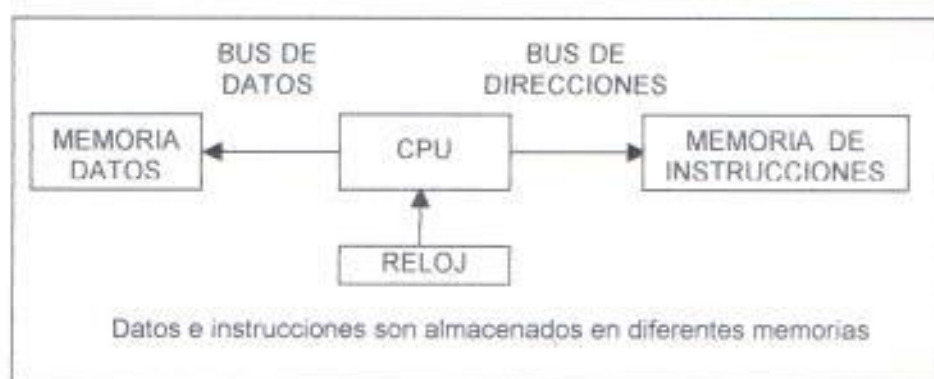 BUS DE
DATOS
BUS DE
DIRECCIONES
MEMORIA
DATOS
CPU
MEMORIA DE
INSTRUCCIONES
RELOJ
Datos e instrucciones son almacenados en diferentes memorias